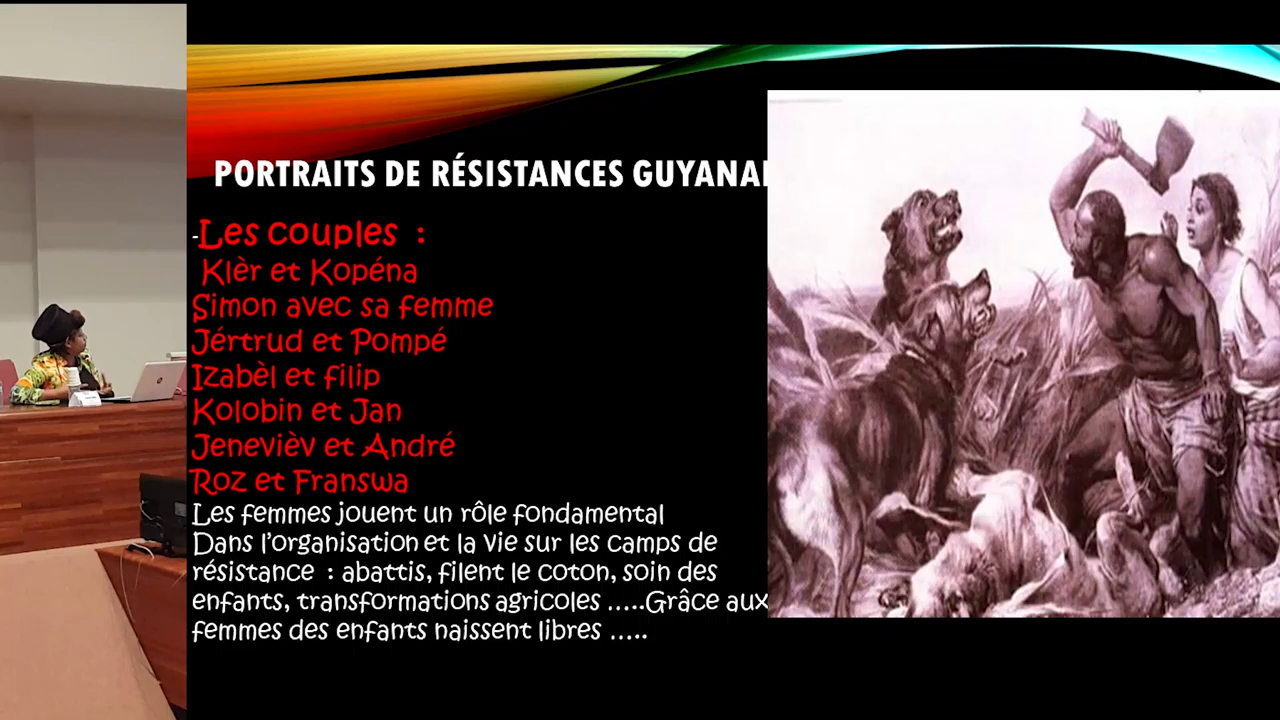 PORTRAITS DE RÉSISTANCES GUYANAI
-Les couples :
Klèr et Kopéna
Simon avec sa femme
Jértrud et Pompé
Izabèl et filip
Kolobin et Jan
Jenevièv et André
Roz et Franswa
Les femmes jouent un rôle fondamental
Dans l'organisation et la vie sur les camps de
résistance : abattis, filent le coton, soin des
enfants, transformations agricoles …..Grâce aux
femmes des enfants naissent libres …..